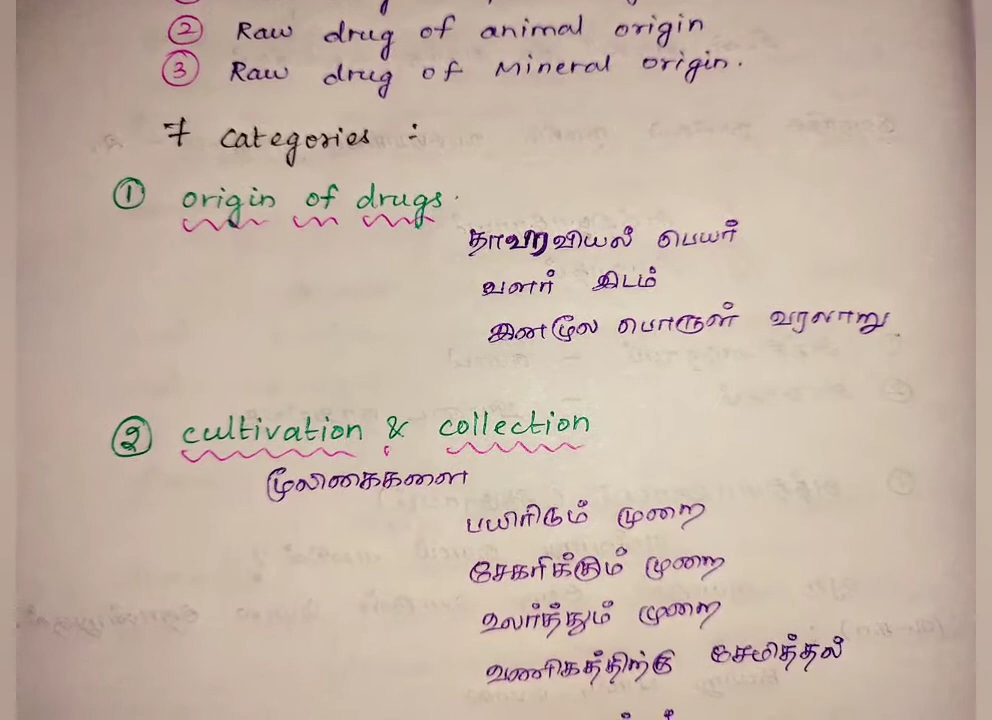 ② Raw drug of animal origin
③ Raw drug of Mineral origin.
7 categories :
① origin of drugs.
தாவரவியல் பெயர்
வளர் இடம்
இனமூல பொருள் வரலாறு
② cultivation & collection
மூலிகைகளை
பயிரிடும் முறை
சேகரிக்கும் முறை
உலர்த்தும் முறை
வணிகத்திற்கு சேமித்தல்